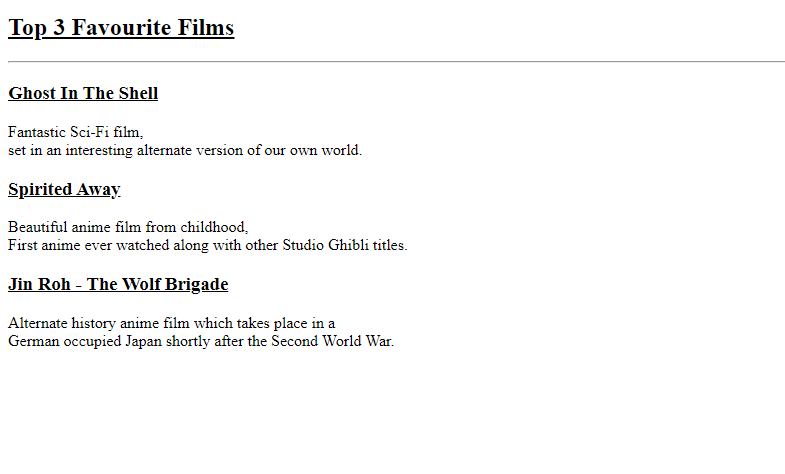 Top 3 Favourite Films
Ghost In The Shell
Fantastic Sci-Fi film,
set in an interesting alternate version of our own world.
Spirited Away
Beautiful anime film from childhood,
First anime ever watched along with other Studio Ghibli titles.
Jin Roh - The Wolf Brigade
Alternate history anime film which takes place in a
German occupied Japan shortly after the Second World War.